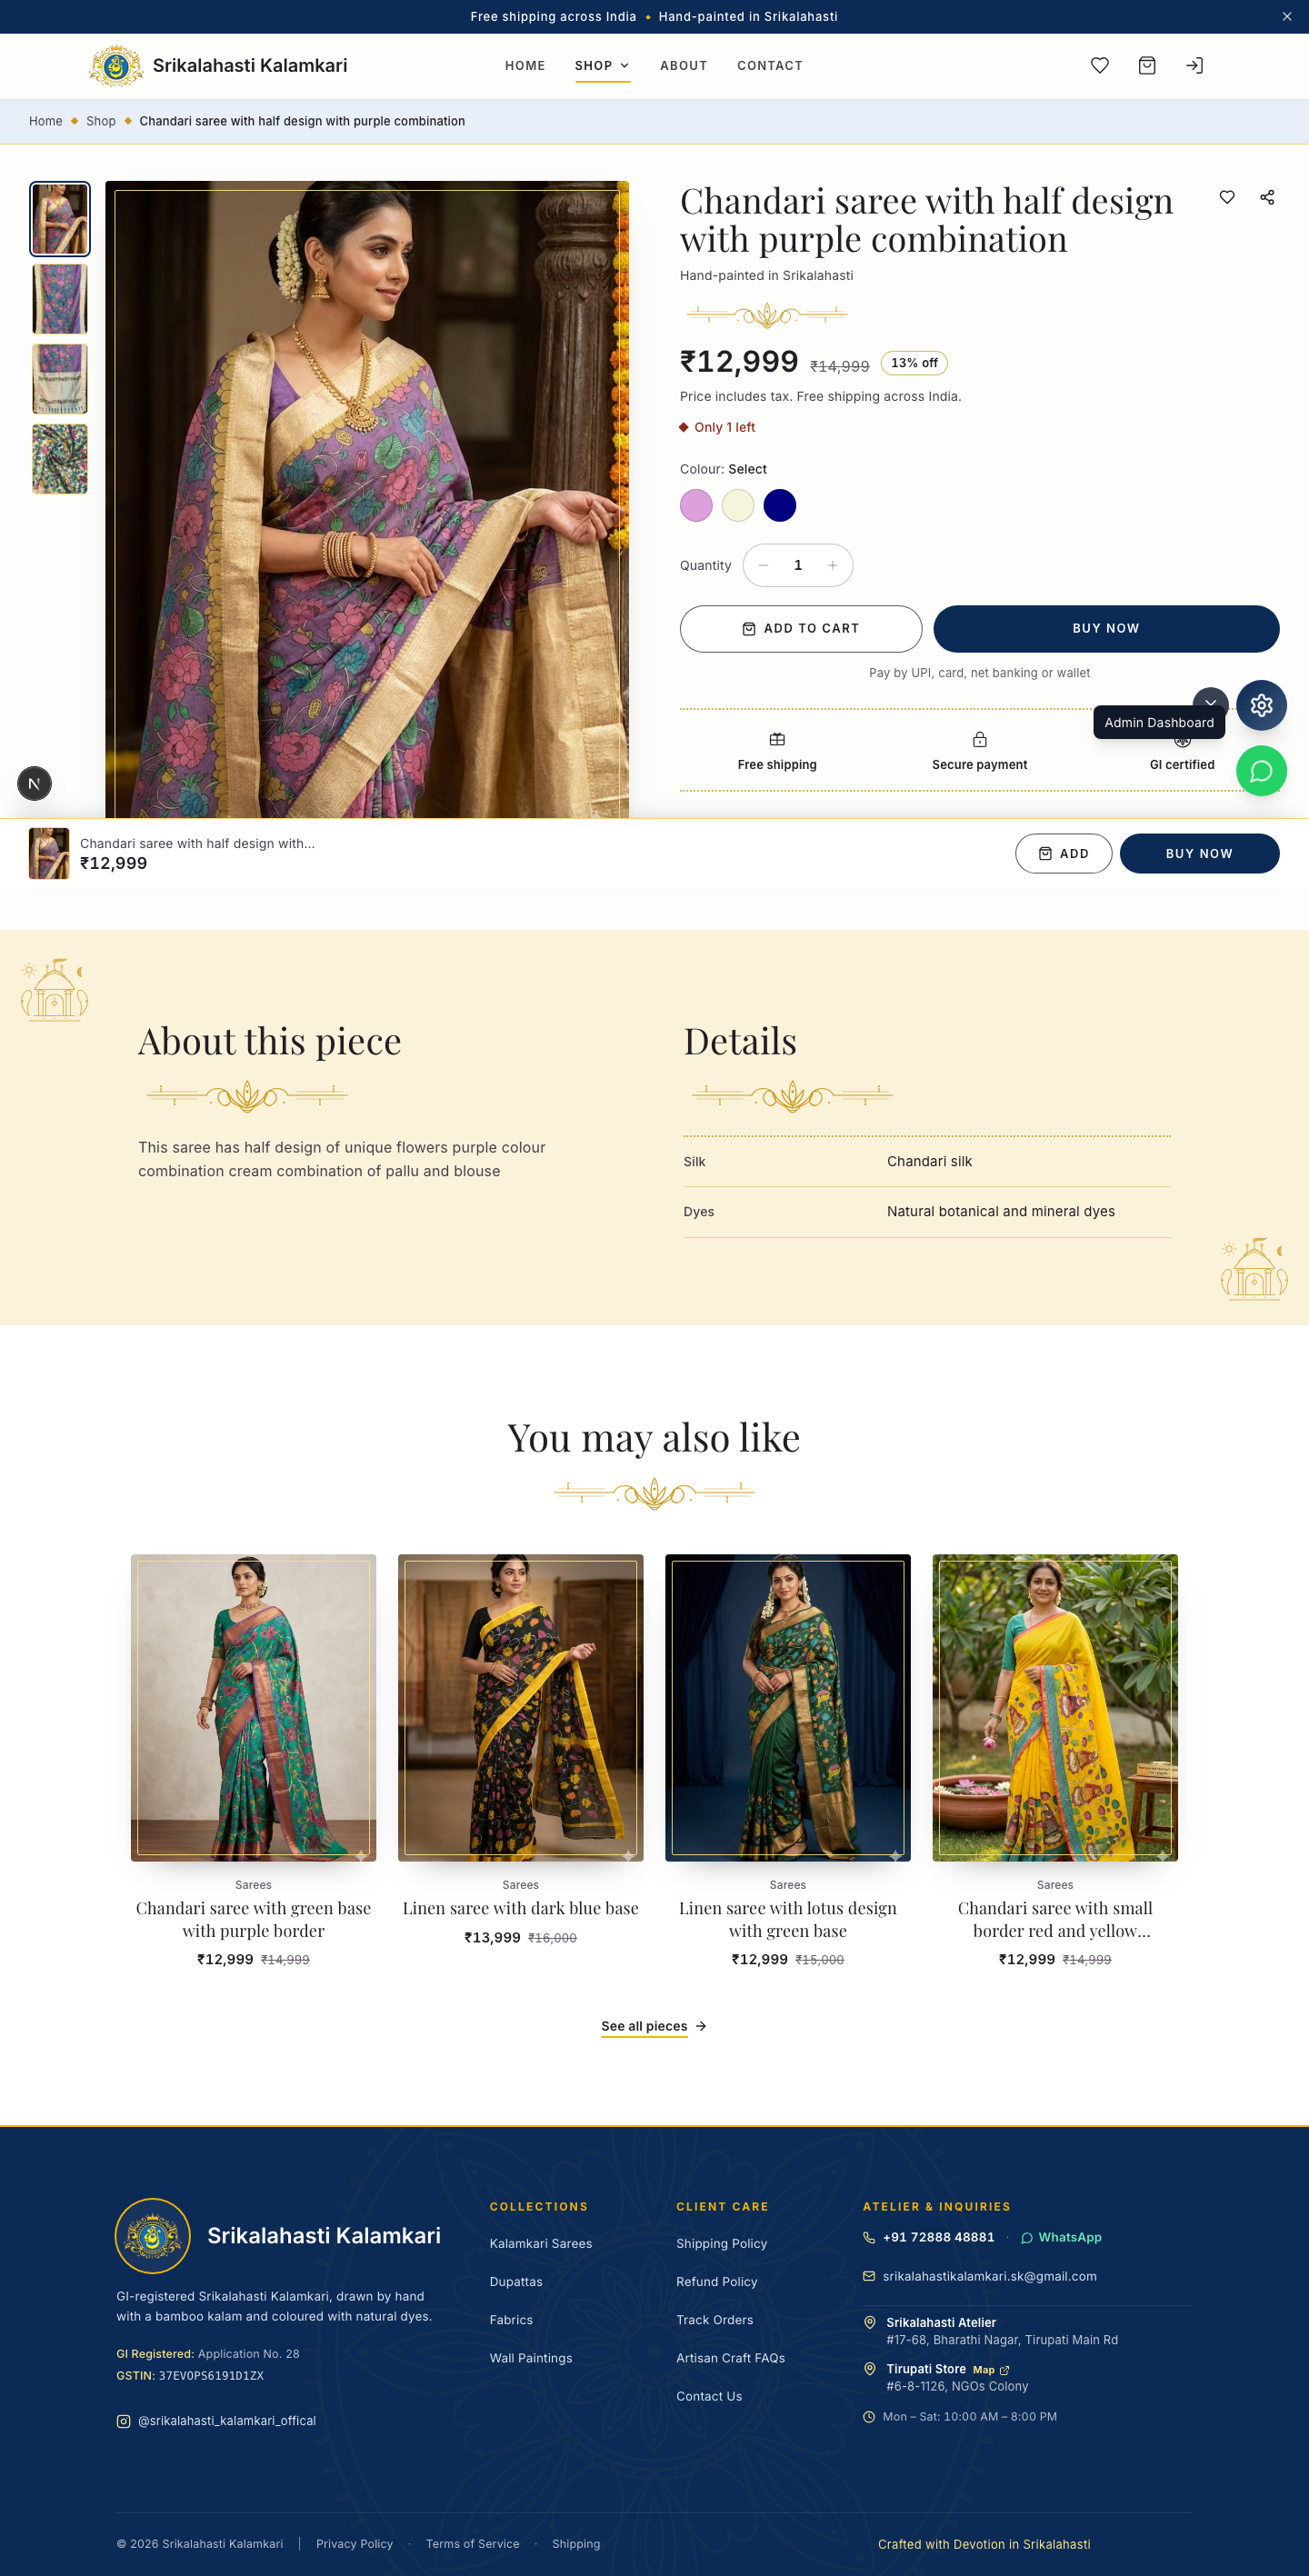 Free shipping across India ◆ Hand-painted in Srikalahasti
Srikalahasti Kalamkari
HOME
SHOP
ABOUT
CONTACT
Home ◆ Shop ◆ Chandari saree with half design with purple combination
Chandari saree with half design
with purple combination
Hand-painted in Srikalahasti
₹12,999 ₹14,999 13% off
Price includes tax. Free shipping across India.
Only 1 left
Colour: Select
Quantity
1
ADD TO CART
BUY NOW
Pay by UPI, card, net banking or wallet
Admin Dashboard
Free shipping
Secure payment
GI certified
N
Chandari saree with half design with...
₹12,999
ADD
BUY NOW
About this piece
This saree has half design of unique flowers purple colour
combination cream combination of pallu and blouse
Details
Silk Chandari silk
Dyes Natural botanical and mineral dyes
You may also like
Sarees
Chandari saree with green base
with purple border
₹12,999 ₹14,999
Sarees
Linen saree with dark blue base
₹13,999 ₹16,000
Sarees
Linen saree with lotus design
with green base
₹12,999 ₹15,000
Sarees
Chandari saree with small
border red and yellow...
₹12,999 ₹14,999
See all pieces
Srikalahasti Kalamkari
GI-registered Srikalahasti Kalamkari, drawn by hand
with a bamboo kalam and coloured with natural dyes.
GI Registered: Application No. 28
GSTIN: 37EVOPS6191D1ZX
@srikalahasti_kalamkari_offical
COLLECTIONS
Kalamkari Sarees
Dupattas
Fabrics
Wall Paintings
CLIENT CARE
Shipping Policy
Refund Policy
Track Orders
Artisan Craft FAQs
Contact Us
ATELIER & INQUIRIES
+91 72888 48881 · WhatsApp
srikalahastikalamkari.sk@gmail.com
Srikalahasti Atelier
#17-68, Bharathi Nagar, Tirupati Main Rd
Tirupati Store Map
#6-8-1126, NGOs Colony
Mon – Sat: 10:00 AM – 8:00 PM
© 2026 Srikalahasti Kalamkari | Privacy Policy · Terms of Service · Shipping
Crafted with Devotion in Srikalahasti